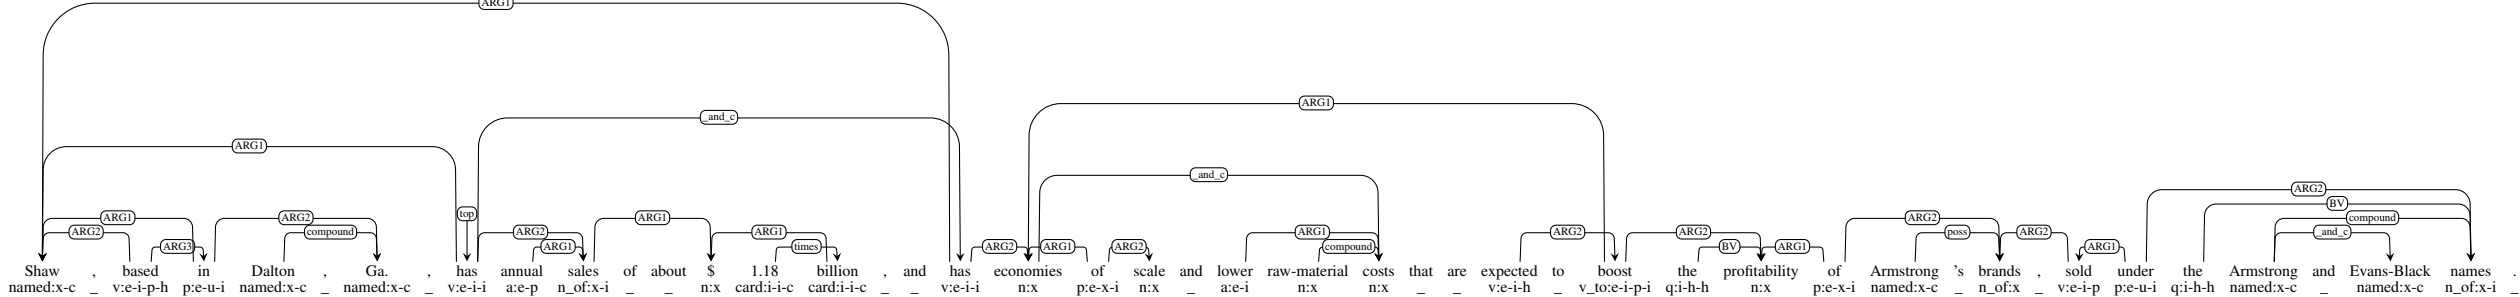 ARG1
_and_c
ARG1
ARG1
_and_c
ARG2
BV
top
ARG1 ARG2 ARG1 ARG2 compound
ARG2 compound ARG2 ARG1 ARG1 ARG2 ARG2 poss ARG2 _and_c
ARG3 ARG1 times ARG2 ARG1 ARG2 compound BV ARG1 ARG1
Shaw , based in Dalton , Ga. , has annual sales of about $ 1.18 billion , and has economies of scale and lower raw-material costs that are expected to boost the profitability of Armstrong 's brands , sold under the Armstrong and Evans-Black names .
named:x-c _ v:e-i-p-h p:e-u-i named:x-c _ named:x-c _ v:e-i-i a:e-p n_of:x-i _ _ n:x card:i-i-c card:i-i-c _ _ v:e-i-i n:x p:e-x-i n:x _ a:e-i n:x n:x _ _ v:e-i-h _ v_to:e-i-p-i q:i-h-h n:x p:e-x-i named:x-c _ n_of:x _ v:e-i-p p:e-u-i q:i-h-h named:x-c _ named:x-c n_of:x-i _